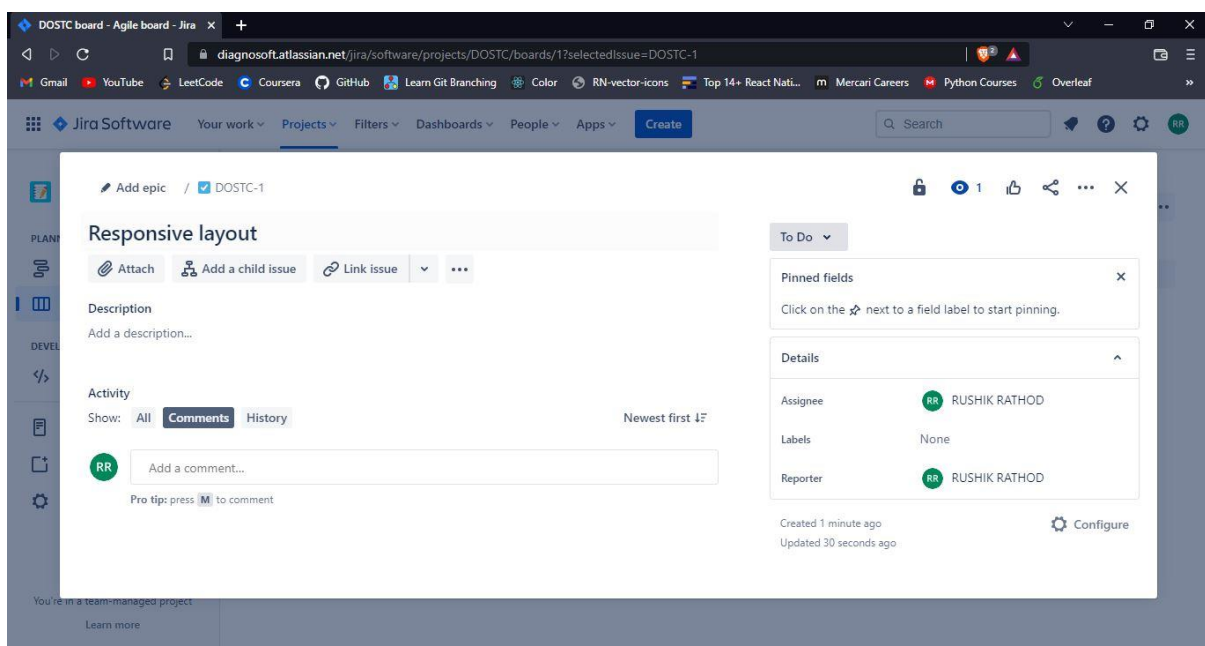 DOSTC board - Agile board - Jira
diagnosoft.atlassian.net/jira/software/projects/DOSTC/boards/1?selectedIssue=DOSTC-1
2
Gmail YouTube LeetCode Coursera GitHub Learn Git Branching Color RN-vector-icons Top 14+ React Nati... Mercari Careers Python Courses Overleaf
Jira Software Your work Projects Filters Dashboards People Apps Create Search RR
Add epic / DOSTC-1 1
Responsive layout
To Do
Attach Add a child issue Link issue
Pinned fields
Click on the next to a field label to start pinning.
Description
Add a description...
Details
Activity
Show: All Comments History Newest first
Assignee RR RUSHIK RATHOD
Labels None
RR Add a comment...
Reporter RR RUSHIK RATHOD
Pro tip: press M to comment
Created 1 minute ago
Configure
Updated 30 seconds ago
PLANN
DEVEL
You're in a team-managed project
Learn more